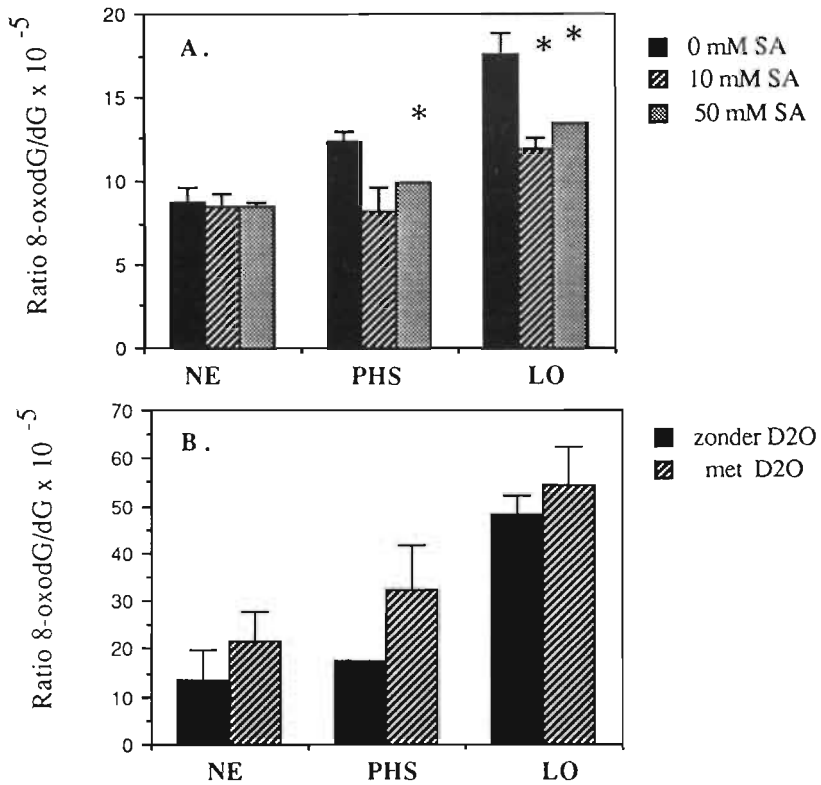 A.
Ratio 8-oxodG/dG x 10 -5
20
15
10
5
0
*
* *
NE PHS LO
0 mM SA
10 mM SA
50 mM SA
B.
Ratio 8-oxodG/dG x 10 -5
70
60
50
40
30
20
10
0
NE PHS LO
zonder D2O
met D2O